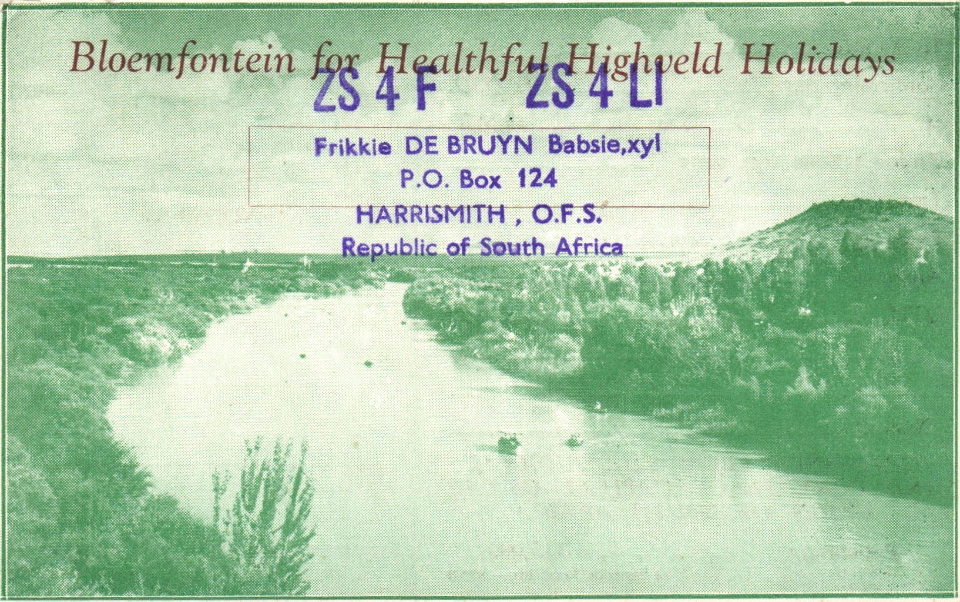 Bloemfontein for Healthful Highveld Holidays
ZS 4 F ZS 4 LI
Frikkie DE BRUYN Babsie,xyl
P.O. Box 124
HARRISMITH , O.F.S.
Republic of South Africa